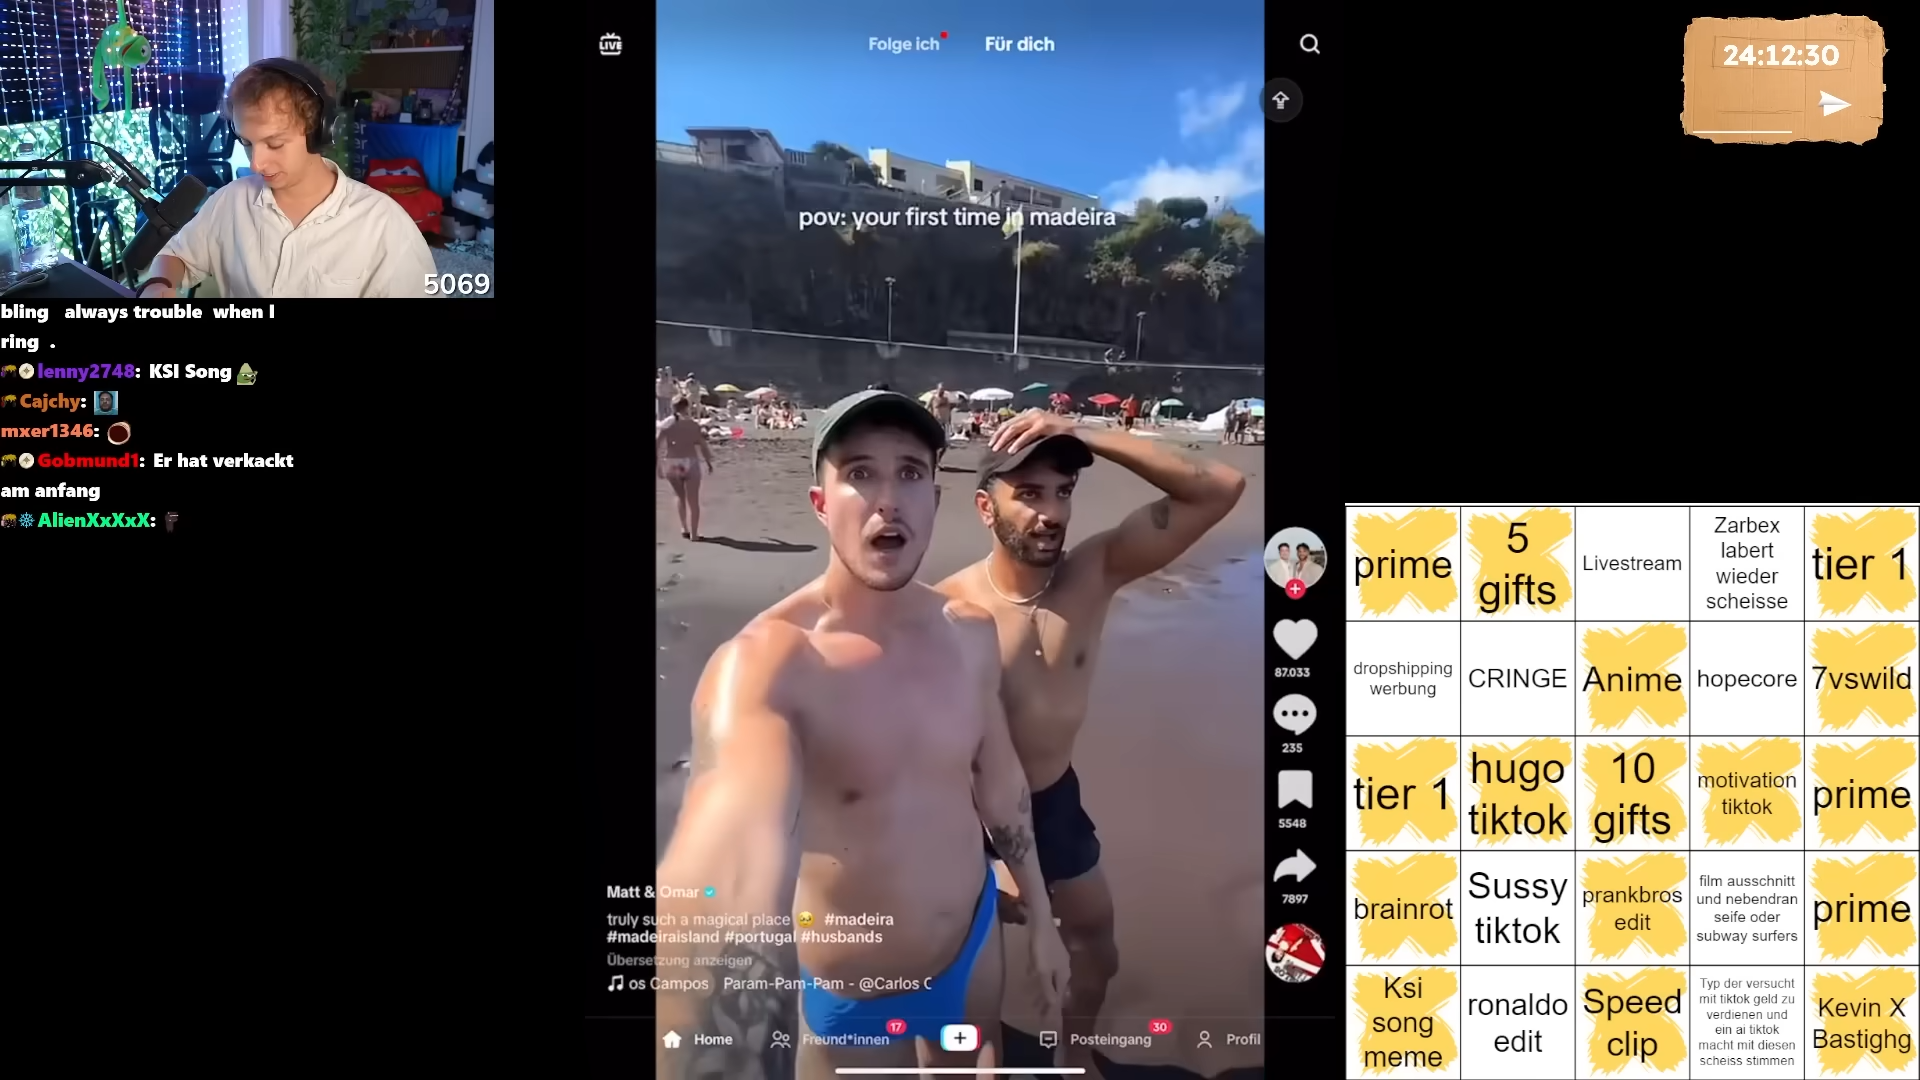 LIVE
Folge ich
Für dich
24:12:30
pov: your first time in madeira
5069
bling always trouble when I
ring .
lenny2748: KSI Song
Cajchy:
mxer1346:
Gobmund1: Er hat verkackt
am anfang
AlienXxXxX:
87.033
235
5548
7897
Matt & Omar
truly such a magical place #madeira
#madeiraisland #portugal #husbands
Übersetzung anzeigen
os Campos Param-Pam-Pam - @Carlos C
Home
Freund*innen
17
Posteingang
30
Profil
prime
5
gifts
Livestream
Zarbex
labert
wieder
scheisse
tier 1
dropshipping
werbung
CRINGE
Anime
hopecore
7vswild
tier 1
hugo
tiktok
10
gifts
motivation
tiktok
prime
brainrot
Sussy
tiktok
prankbros
edit
film ausschnitt
und nebendran
seife oder
subway surfers
prime
Ksi
song
meme
ronaldo
edit
Speed
clip
Typ der versucht
mit tiktok geld zu
verdienen und
ein ai tiktok
macht mit diesen
scheiss stimmen
Kevin X
Bastighg